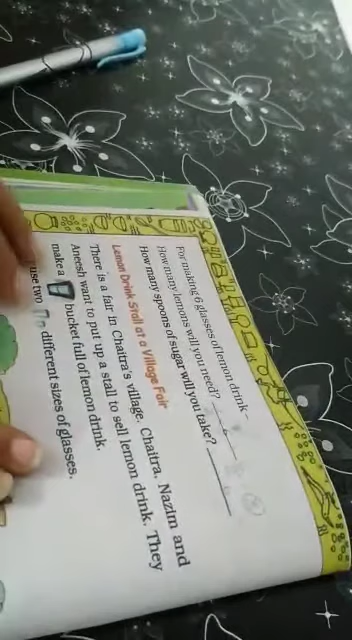 For making 6 glasses of lemon drink –
How many lemons will you need?
How many spoons of sugar will you take?
Lemon Drink Stall at a Village Fair
There is a fair in Chaitra's village. Chaitra, Nazim and
Aneesh want to put up a stall to sell lemon drink. They
make a bucket full of lemon drink.
use two different sizes of glasses.